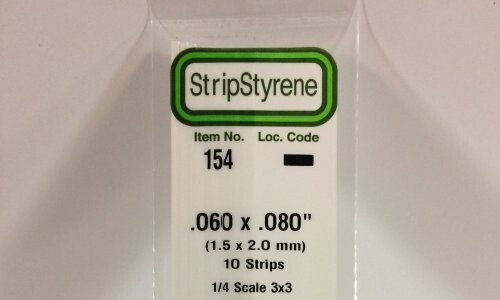 StripStyrene
Item No. Loc. Code
154
.060 x .080"
(1.5 x 2.0 mm)
10 Strips
1/4 Scale 3x3